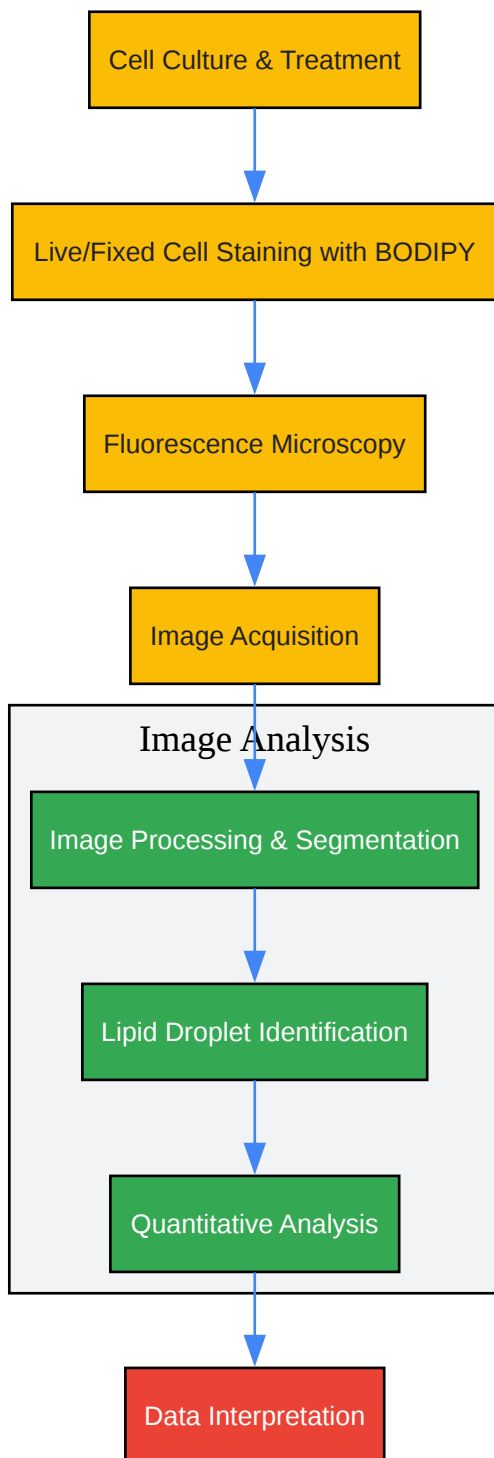 Cell Culture & Treatment
Live/Fixed Cell Staining with BODIPY
Fluorescence Microscopy
Image Acquisition
Image Analysis
Image Processing & Segmentation
Lipid Droplet Identification
Quantitative Analysis
Data Interpretation